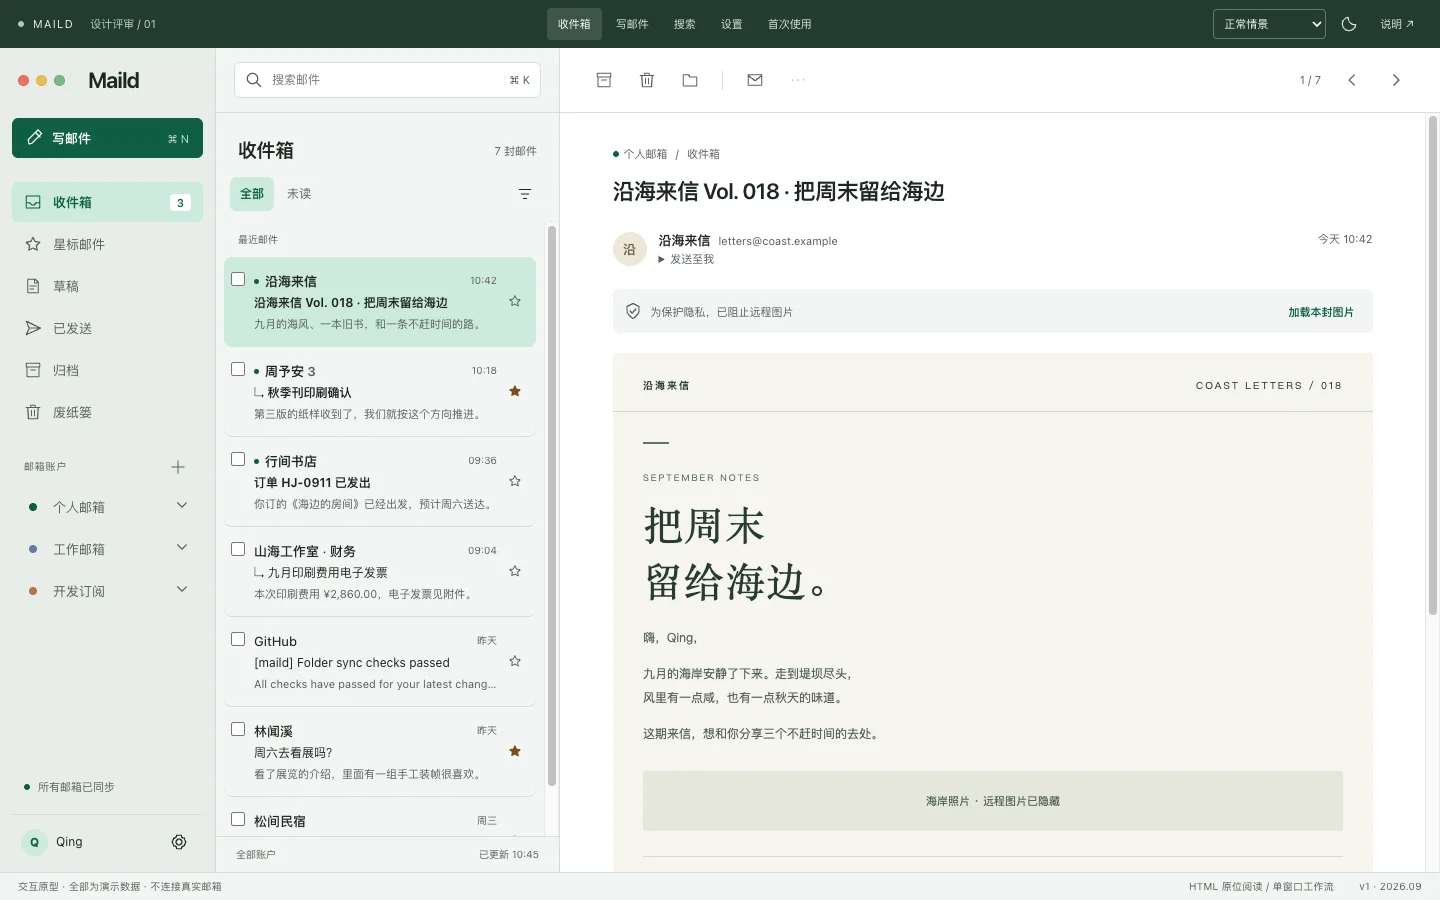 MAILD 设计评审 / 01
收件箱 写邮件 搜索 设置 首次使用
正常情景 说明 ↗
Maild
写邮件 ⌘ N
收件箱 3
星标邮件
草稿
已发送
归档
废纸篓
邮箱账户
个人邮箱
工作邮箱
开发订阅
所有邮箱已同步
Q Qing
搜索邮件 ⌘ K
收件箱 7 封邮件
全部 未读
最近邮件
沿海来信 10:42
沿海来信 Vol. 018 · 把周末留给海边
九月的海风、一本旧书，和一条不赶时间的路。
周予安 3 10:18
秋季刊印刷确认
第三版的纸样收到了，我们就按这个方向推进。
行间书店 09:36
订单 HJ-0911 已发出
你订的《海边的房间》已经出发，预计周六送达。
山海工作室 · 财务 09:04
九月印刷费用电子发票
本次印刷费用 ¥2,860.00，电子发票见附件。
GitHub 昨天
[maild] Folder sync checks passed
All checks have passed for your latest chang...
林闻溪 昨天
周六去看展吗？
看了展览的介绍，里面有一组手工装帧很喜欢。
松间民宿 周三
全部账户 已更新 10:45
1 / 7
个人邮箱 / 收件箱
沿海来信 Vol. 018 · 把周末留给海边
沿 沿海来信 letters@coast.example 今天 10:42
发送至我
为保护隐私，已阻止远程图片 加载本封图片
沿海来信 COAST LETTERS / 018
SEPTEMBER NOTES
把周末
留给海边。
嗨，Qing，
九月的海岸安静了下来。走到堤坝尽头，
风里有一点咸，也有一点秋天的味道。
这期来信，想和你分享三个不赶时间的去处。
海岸照片 · 远程图片已隐藏
交互原型 · 全部为演示数据 · 不连接真实邮箱
HTML 原位阅读 / 单窗口工作流 v1 · 2026.09